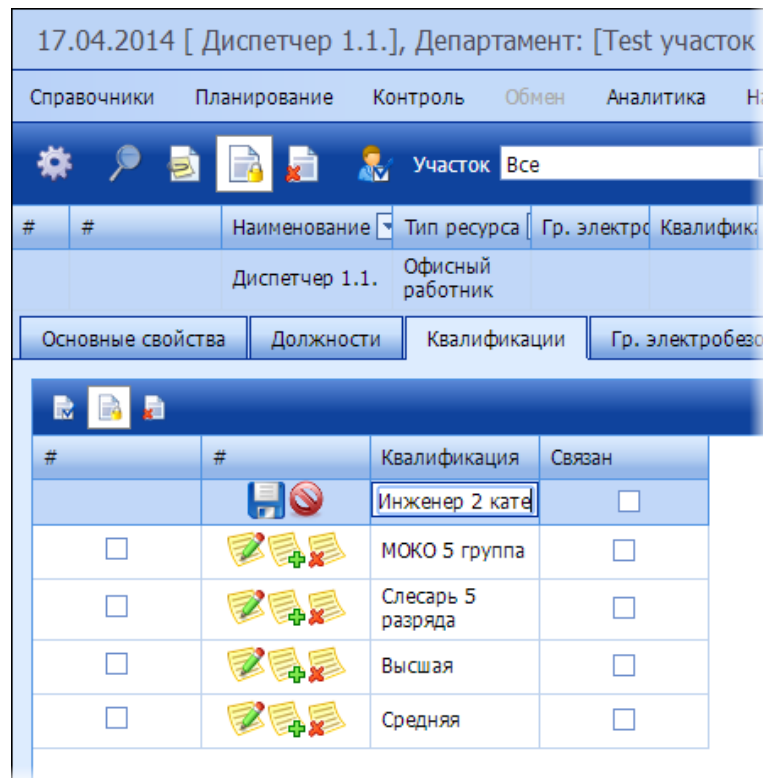 17.04.2014 [ Диспетчер 1.1.], Департамент: [Test участок
Справочники Планирование Контроль Обмен Аналитика
Участок Все
# # Наименование Тип ресурса Гр. электро Квалифик
Диспетчер 1.1. Офисный
работник
Основные свойства Должности Квалификации Гр. электробезо
# # Квалификация Связан
Инженер 2 кате
МОКО 5 группа
Слесарь 5
разряда
Высшая
Средняя